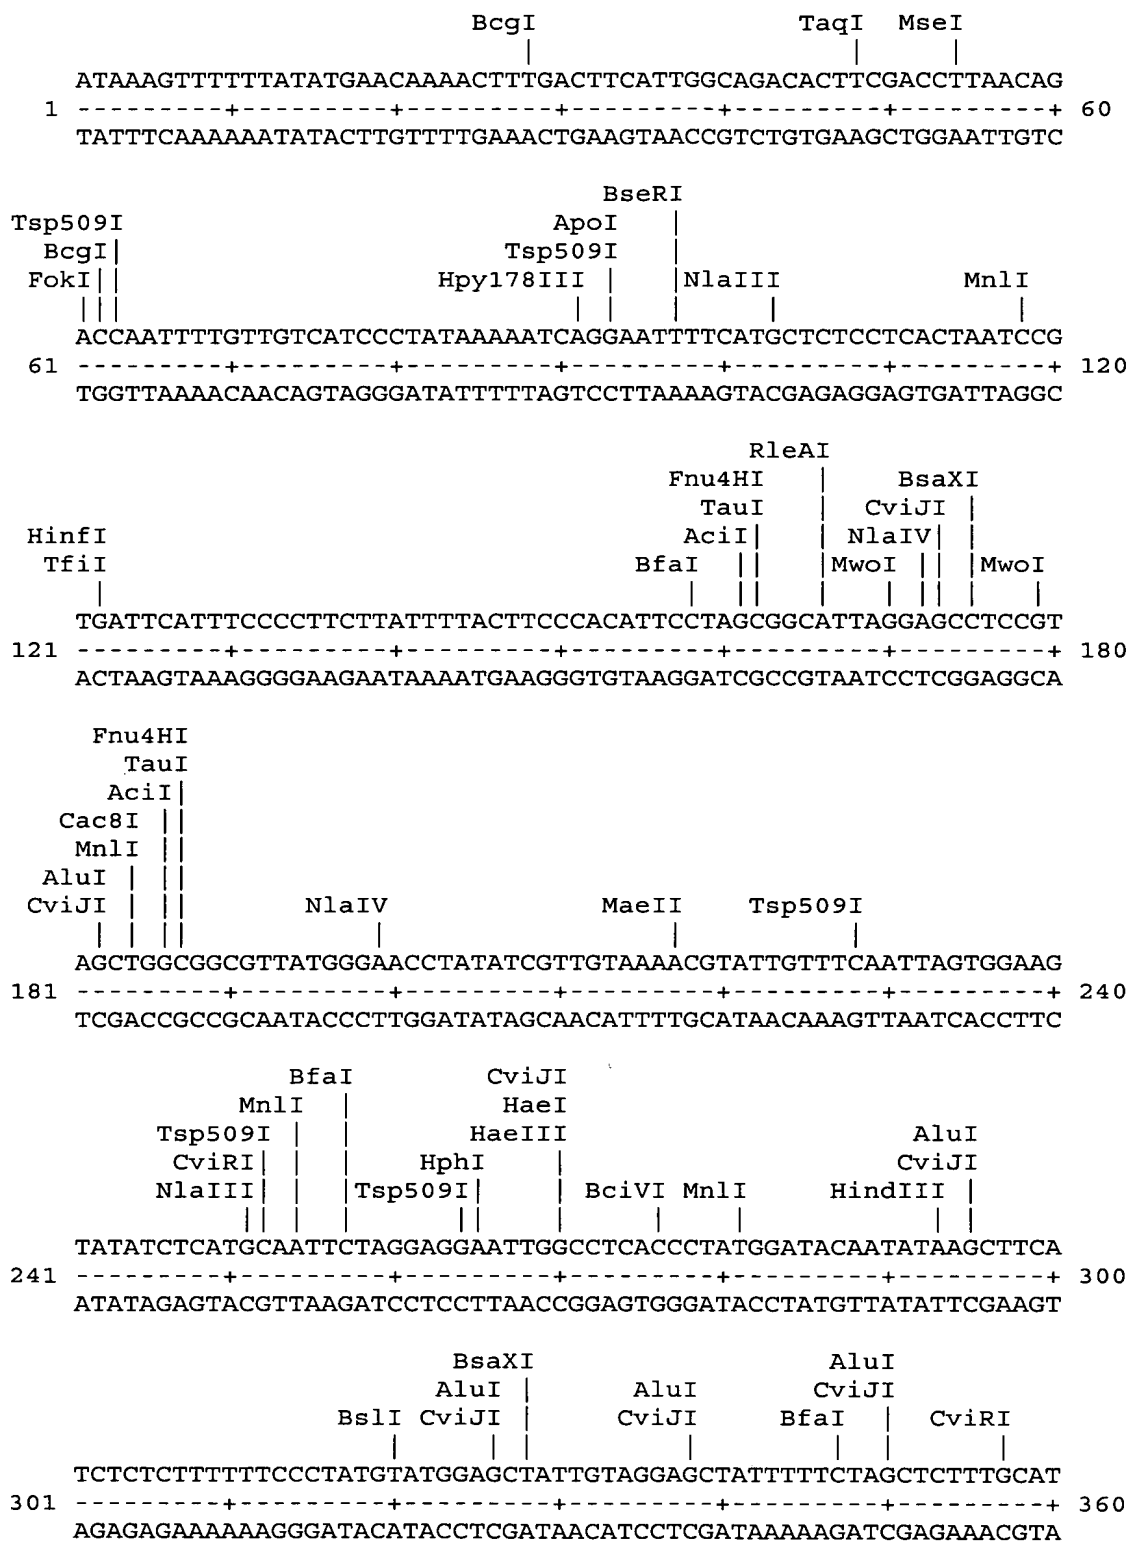 BcgI TaqI MseI
ATAAAGTTTTTTTATATGAACAAAACTTTGACTTCATTGGCAGACACTTCGACCTTAACAG
1 ---------+---------+---------+---------+---------+---------+ 60
TATTTCAAAAAAATATACTTGTTTTGAAACTGAAGTAACCGTCTGTGAAGCTGGAATTGTC
BseRI
Tsp509I ApoI
BcgI Tsp509I
FokI Hpy178III NlaIII MnlI
ACCAATTTTGTTGTCATCCCTATAAAAATCAGGAATTTTCATGCTCTCCTCACTAATCCG
61 ---------+---------+---------+---------+---------+---------+ 120
TGGTTAAAACAACAGTAGGGATATTTTTAGTCCTTAAAAGTACGAGAGGAGTGATTAGGC
RleAI
Fnu4HI BsaXI
TauI CviJI
HinfI AciI NlaIV
TfiI BfaI MwoI MwoI
TGATTCATTTCCCCTTCTTATTTTACTTCCCACATTCCTAGCGGCATTAGGAGCCTCCGT
121 ---------+---------+---------+---------+---------+---------+ 180
ACTAAGTAAAGGGGAAGAATAAAATGAAGGGTGTAAGGATCGCCGTAATCCTCGGAGGCA
Fnu4HI
TauI
AciI
Cac8I
MnlI
AluI
CviJI NlaIV MaeII Tsp509I
AGCTGGCGGCGTTATGGGAACCTATATCGTTGTAAAACGTATTGTTTCAATTAGTGGAAG
181 ---------+---------+---------+---------+---------+---------+ 240
TCGACCGCCGCAATACCCTTGGATATAGCAACATTTTGCATAACAAAGTTAATCACCTTC
BfaI CviJI
MnlI HaeI
Tsp509I HaeIII AluI
CviRI HphI CviJI
NlaIII Tsp509I BciVI MnlI HindIII
TATATCTCATGCAATTCTAGGAGGAATTGGCCTCACCCTATGGATACAATATAAGCTTCA
241 ---------+---------+---------+---------+---------+---------+ 300
ATATAGAGTACGTTAAGATCCTCCTTAACCGGAGTGGGATACCTATGTTATATTCGAAGT
BsaXI AluI
AluI AluI CviJI
BslI CviJI CviJI BfaI CviRI
TCTCTCTTTTTTTCCCTATGTATGGAGCTATTGTAGGAGCTATTTTTCTAGCTCTTTGCAT
301 ---------+---------+---------+---------+---------+---------+ 360
AGAGAGAAAAAAAGGGATACATACCTCGATAACATCCTCGATAAAAAGATCGAGAAACGTA